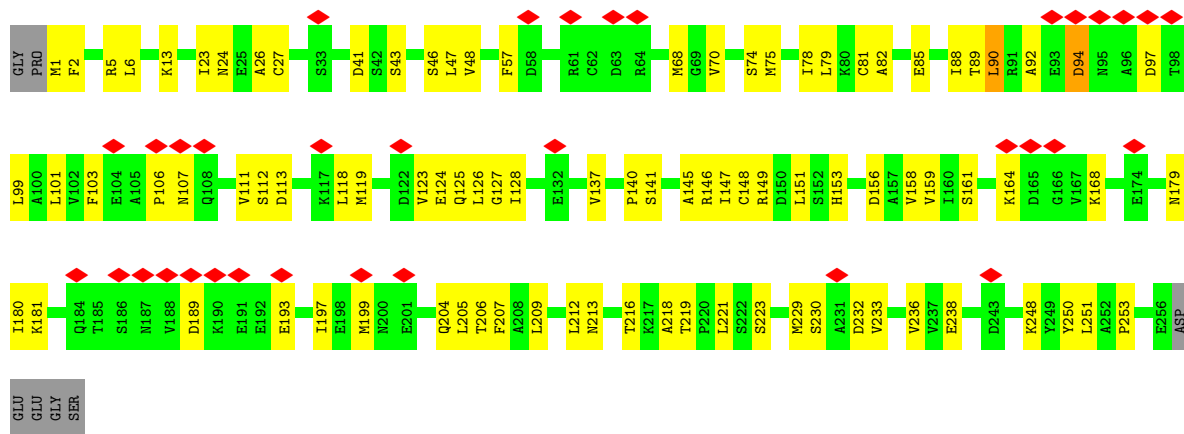 GLY PRO M1 F2 R5 L6 K13 I23 N24 E25 A26 C27 S33 D41 S42 S43 S46 L47 V48 F57 D58 R61 C62 D63 R64 M68 G69 V70 S74 M75 I78 L79 K80 C81 A82 E85 I88 T89 L90 R91 A92 E93 D94 N95 A96 D97 T98
L99 A100 L101 V102 F103 E104 A105 P106 N107 Q108 V111 S112 D113 K117 L118 M119 D122 V123 E124 Q125 L126 G127 I128 E132 V137 P140 S141 A145 R146 I147 C148 R149 D150 L151 S152 H153 D156 A157 V158 V159 I160 S161 K164 D165 G166 V167 K168 E174 N179
I180 K181 Q184 T185 S186 N187 V188 D189 K190 E191 E192 E193 I197 E198 M199 N200 E201 Q204 L205 T206 F207 A208 L209 L212 N213 T216 K217 A218 T219 P220 L221 S222 S223 M229 S230 A231 D232 V233 V236 V237 E238 D243 K248 Y249 Y250 L251 A252 P253 E256 ASP
GLU GLU GLY SER